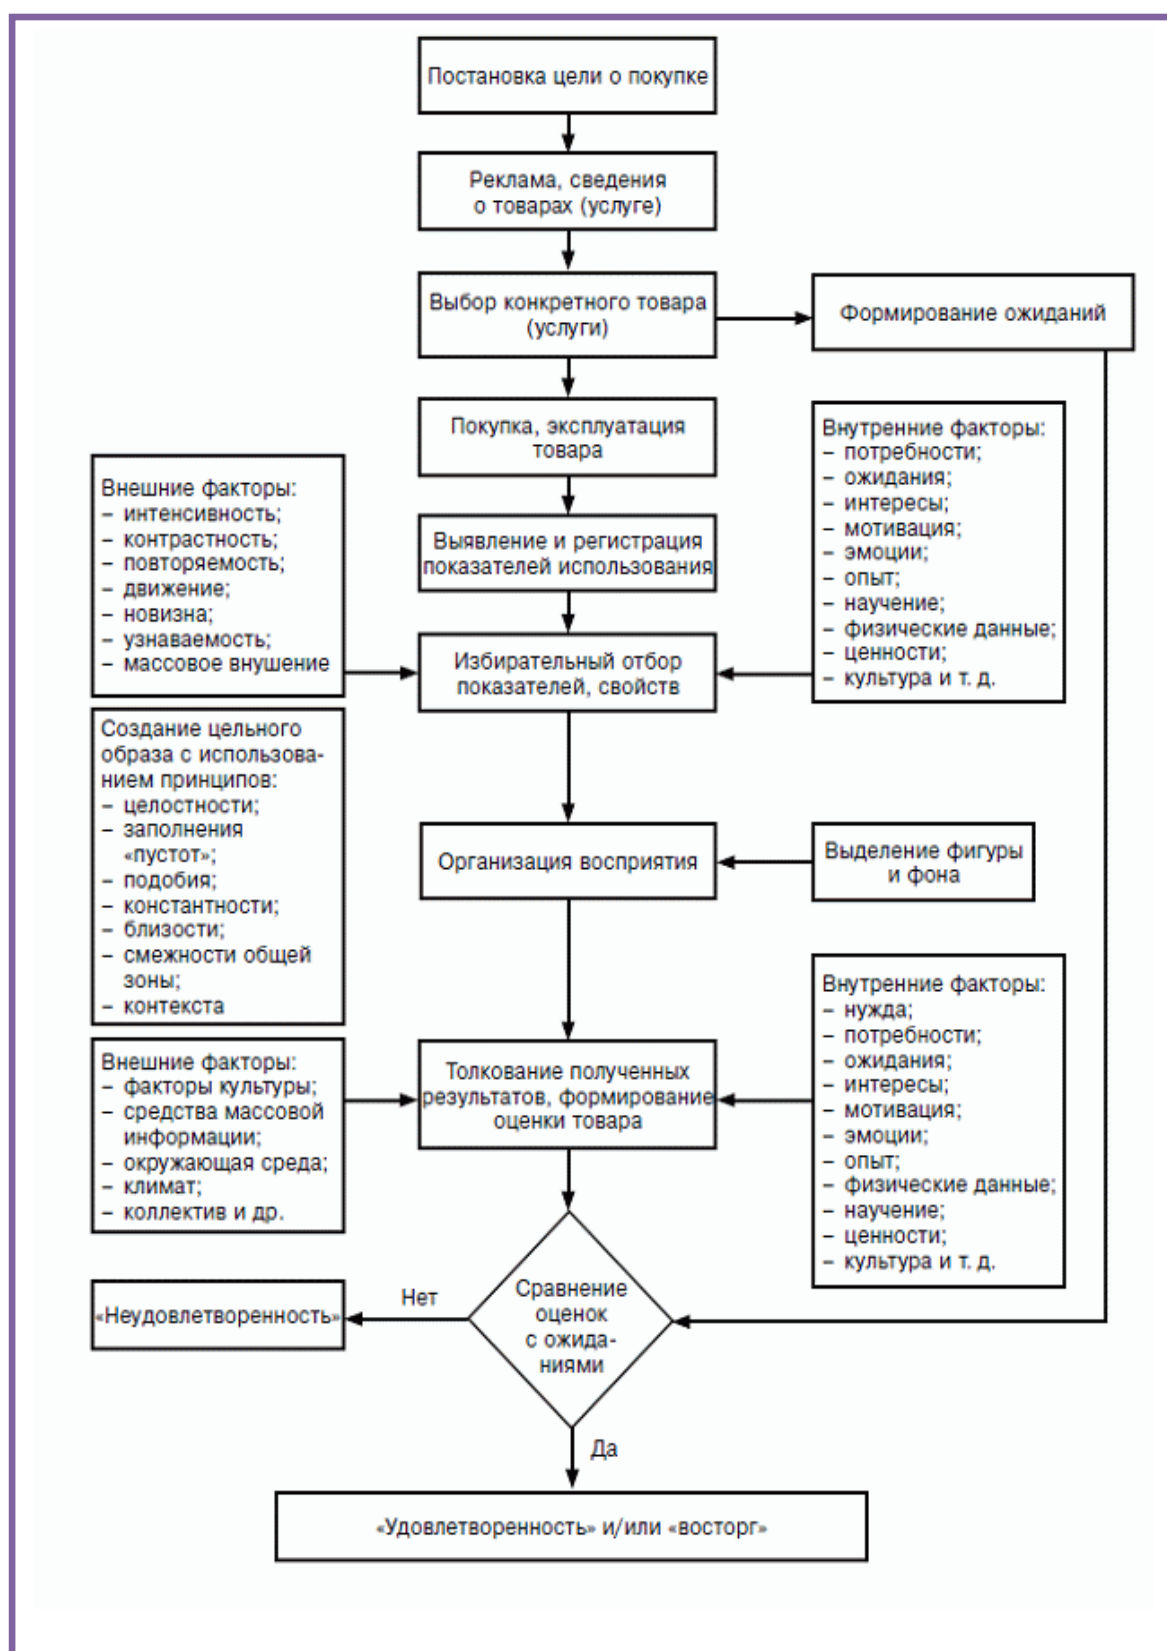 Постановка цели о покупке
Реклама, сведения
о товарах (услуге)
Выбор конкретного товара
(услуги)
Формирование ожиданий
Покупка, эксплуатация
товара
Внутренние факторы:
– потребности;
– ожидания;
– интересы;
– мотивация;
– эмоции;
– опыт;
– научение;
– физические данные;
– ценности;
– культура и т. д.
Внешние факторы:
– интенсивность;
– контрастность;
– повторяемость;
– движение;
– новизна;
– узнаваемость;
– массовое внушение
Выявление и регистрация
показателей использования
Избирательный отбор
показателей, свойств
Создание цельного
образа с использова-
нием принципов:
– целостности;
– заполнения
«пустот»;
– подобия;
– константности;
– близости;
– смежности общей
зоны;
– контекста
Организация восприятия
Выделение фигуры
и фона
Внешние факторы:
– факторы культуры;
– средства массовой
информации;
– окружающая среда;
– климат;
– коллектив и др.
Толкование полученных
результатов, формирование
оценки товара
Внутренние факторы:
– нужда;
– потребности;
– ожидания;
– интересы;
– мотивация;
– эмоции;
– опыт;
– физические данные;
– научение;
– ценности;
– культура и т. д.
«Неудовлетворенность»
Нет
Сравнение
оценок
с ожида-
ниями
Да
«Удовлетворенность» и/или «восторг»